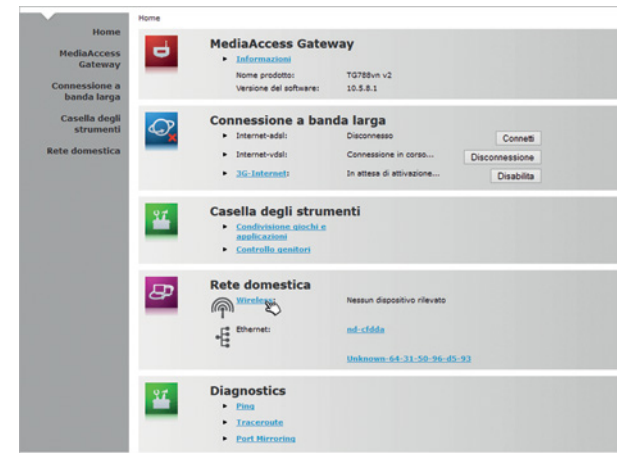 Home
Home
MediaAccess
Gateway
Connessione a
banda larga
Casella degli
strumenti
Rete domestica
MediaAccess Gateway
Informazioni
Nome prodotto: TG788vn v2
Versione del software: 10.5.8.1
Connessione a banda larga
Internet-adsl: Disconnesso Connetti
Internet-vdsl: Connessione in corso... Disconnessione
3G-Internet: In attesa di attivazione... Disabilita
Casella degli strumenti
Condivisione giochi e
applicazioni
Controllo genitori
Rete domestica
Wireless: Nessun dispositivo rilevato
Ethernet: md-cfdda
Unknown-64-31-50-96-d5-93
Diagnostics
Ping
Traceroute
Port Mirroring